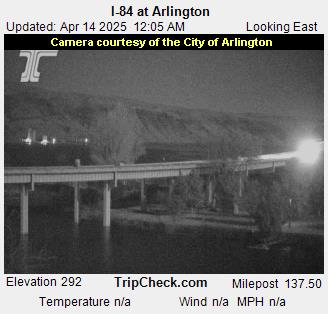 I-84 at Arlington
Updated: Apr 14 2025 12:05 AM Looking East
Camera courtesy of the City of Arlington
Elevation 292 TripCheck.com Milepost 137.50
Temperature n/a Wind n/a MPH n/a